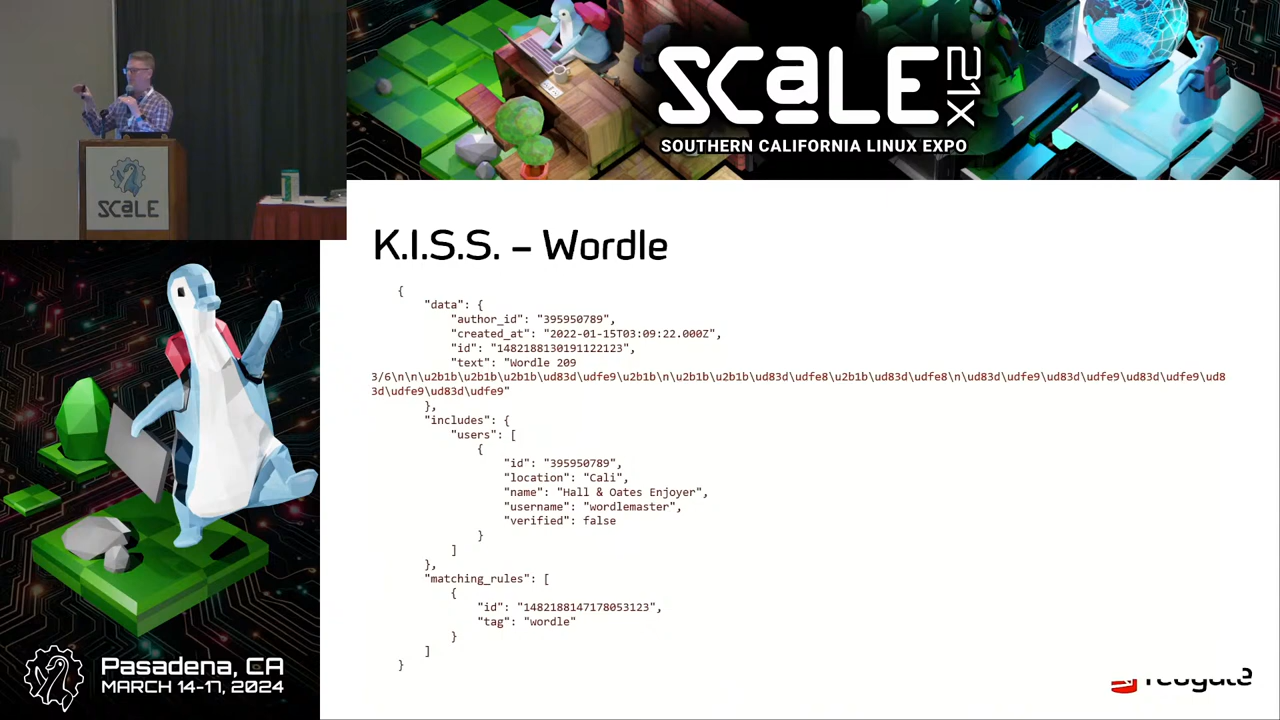 SCALE 21X
SOUTHERN CALIFORNIA LINUX EXPO
SCALE
K.I.S.S. – Wordle
{
"data": {
"author_id": "395950789",
"created_at": "2022-01-15T03:09:22.000Z",
"id": "1482188130191122123",
"text": "Wordle 209
3/6\n\n\u2b1b\u2b1b\u2b1b\ud83d\udfe9\u2b1b\n\u2b1b\u2b1b\ud83d\udfe8\u2b1b\ud83d\udfe8\n\ud83d\udfe9\ud83d\udfe9\ud83d\udfe9\ud8
3d\udfe9\ud83d\udfe9"
},
"includes": {
"users": [
{
"id": "395950789",
"location": "Cali",
"name": "Hall & Oates Enjoyer",
"username": "wordlemaster",
"verified": false
}
]
},
"matching_rules": [
{
"id": "1482188147178053123",
"tag": "wordle"
}
]
}
Pasadena, CA
MARCH 14-17, 2024
redgate